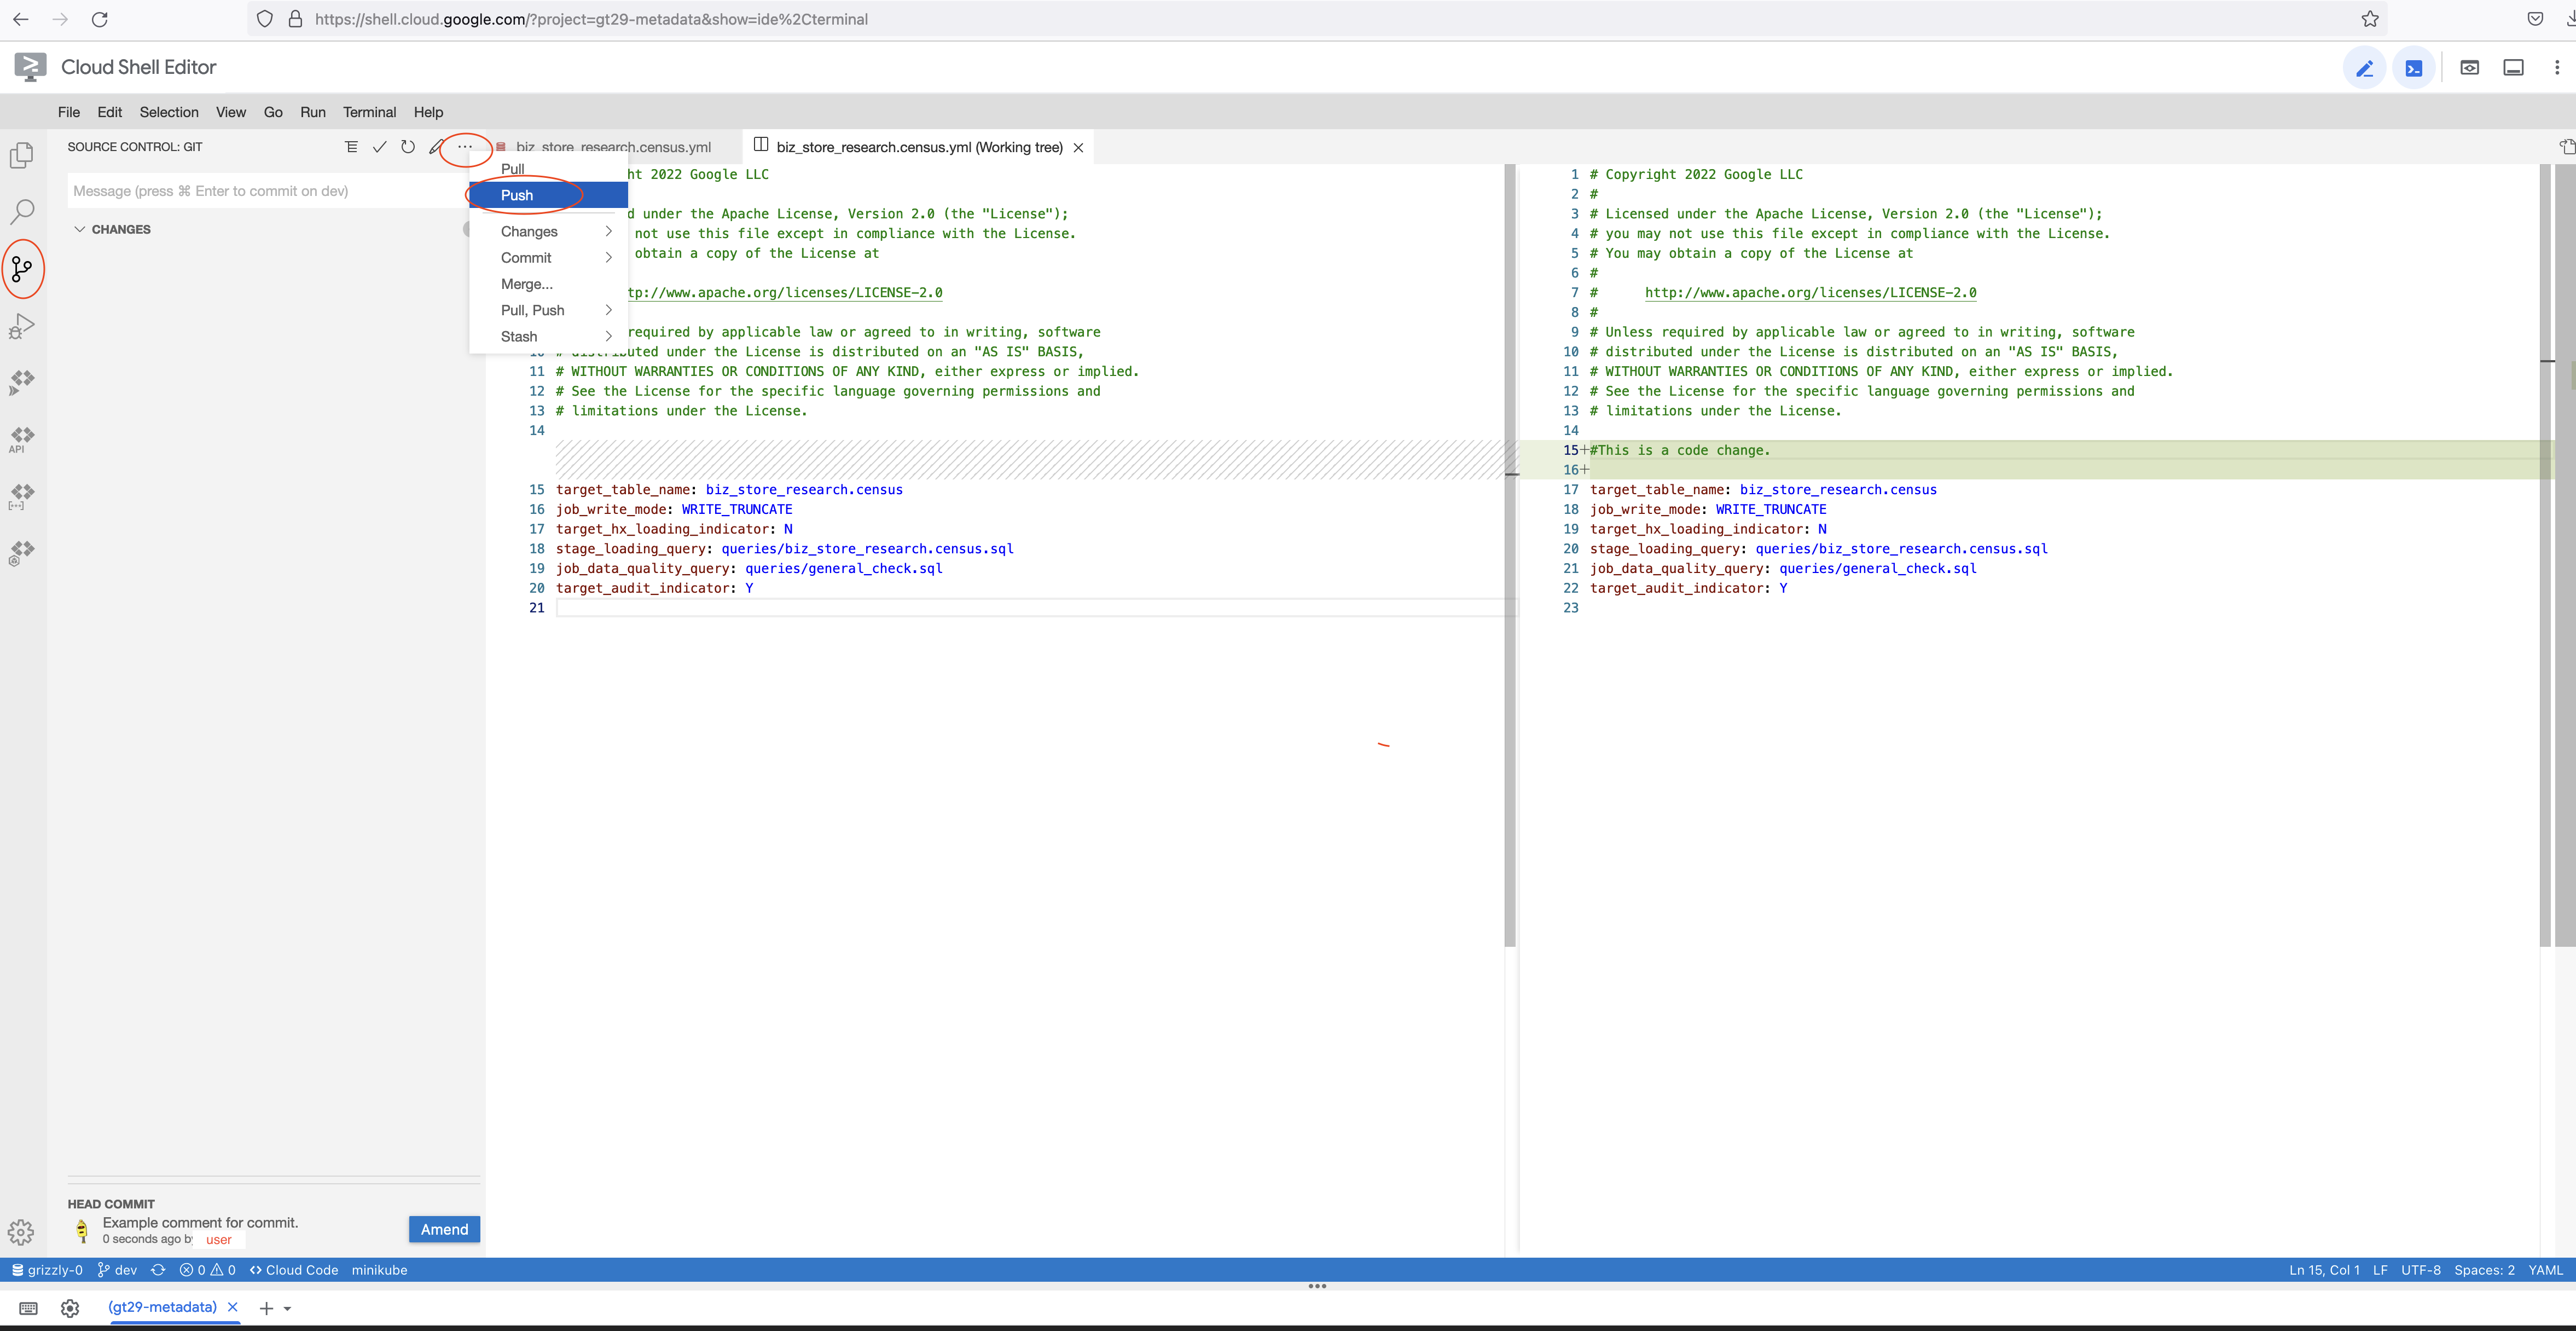 https://shell.cloud.google.com/?project=gt29-metadata&show=ide%2Cterminal
Cloud Shell Editor
File Edit Selection View Go Run Terminal Help
SOURCE CONTROL: GIT
Message (press ⌘ Enter to commit on dev)
CHANGES
Pull
Push
Changes
Commit
Merge...
Pull, Push
Stash
biz_store_research.census.yml
biz_store_research.census.yml (Working tree)
ht 2022 Google LLC
d under the Apache License, Version 2.0 (the "License");
not use this file except in compliance with the License.
obtain a copy of the License at
tp://www.apache.org/licenses/LICENSE-2.0
required by applicable law or agreed to in writing, software
10 # distributed under the License is distributed on an "AS IS" BASIS,
11 # WITHOUT WARRANTIES OR CONDITIONS OF ANY KIND, either express or implied.
12 # See the License for the specific language governing permissions and
13 # limitations under the License.
14
15 target_table_name: biz_store_research.census
16 job_write_mode: WRITE_TRUNCATE
17 target_hx_loading_indicator: N
18 stage_loading_query: queries/biz_store_research.census.sql
19 job_data_quality_query: queries/general_check.sql
20 target_audit_indicator: Y
21
1 # Copyright 2022 Google LLC
2 #
3 # Licensed under the Apache License, Version 2.0 (the "License");
4 # you may not use this file except in compliance with the License.
5 # You may obtain a copy of the License at
6 #
7 # http://www.apache.org/licenses/LICENSE-2.0
8 #
9 # Unless required by applicable law or agreed to in writing, software
10 # distributed under the License is distributed on an "AS IS" BASIS,
11 # WITHOUT WARRANTIES OR CONDITIONS OF ANY KIND, either express or implied.
12 # See the License for the specific language governing permissions and
13 # limitations under the License.
14
15+#This is a code change.
16+
17 target_table_name: biz_store_research.census
18 job_write_mode: WRITE_TRUNCATE
19 target_hx_loading_indicator: N
20 stage_loading_query: queries/biz_store_research.census.sql
21 job_data_quality_query: queries/general_check.sql
22 target_audit_indicator: Y
23
API
HEAD COMMIT
Example comment for commit.
0 seconds ago by user
Amend
grizzly-0 dev 0 0 Cloud Code minikube
Ln 15, Col 1 LF UTF-8 Spaces: 2 YAML
(gt29-metadata)